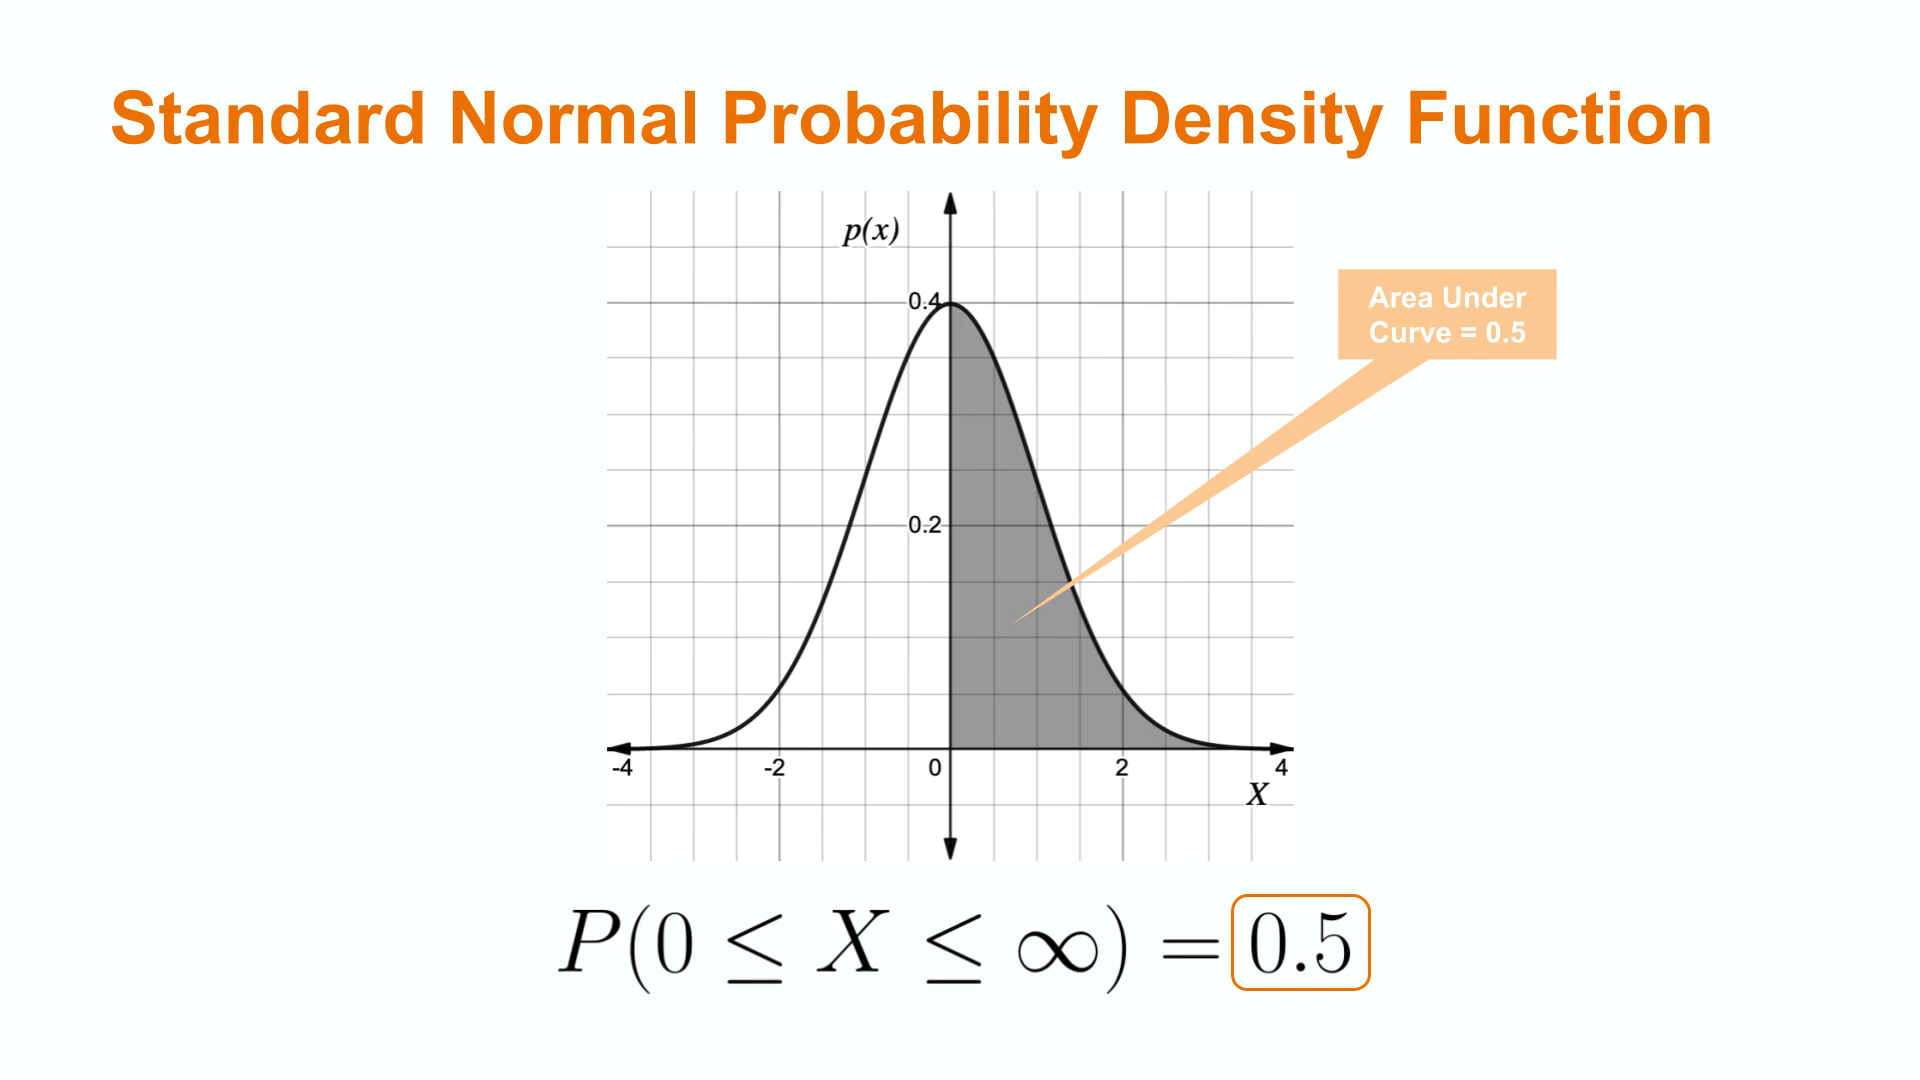 Standard Normal Probability Density Function
p(x)
0.4
Area Under
Curve = 0.5
0.2
-4 -2 0 2 4
X
P(0 ≤ X ≤ ∞) = 0.5